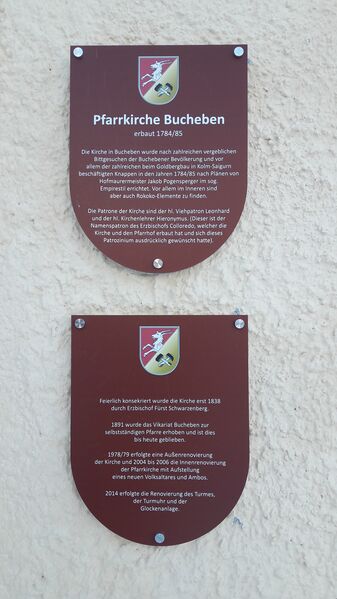 Pfarrkirche Bucheben
erbaut 1784/85
Die Kirche in Bucheben wurde nach zahlreichen vergeblichen
Bittgesuchen der Buchebener Bevölkerung und vor
allem der zahlreichen beim Goldbergbau in Kolm-Saigurn
beschäftigten Knappen in den Jahren 1784/85 nach Plänen von
Hofmaurermeister Jakob Pogensperger im sog.
Empirestil errichtet. Vor allem im Inneren sind
aber auch Rokoko-Elemente zu finden.
Die Patrone der Kirche sind der hl. Viehpatron Leonhard
und der hl. Kirchenlehrer Hieronymus. (Dieser ist der
Namenspatron des Erzbischofs Colloredo, welcher die
Kirche und den Pfarrhof erbaut hat und sich dieses
Patrozinium ausdrücklich gewünscht hatte).
Feierlich konsekriert wurde die Kirche erst 1838
durch Erzbischof Fürst Schwarzenberg.
1891 wurde das Vikariat Bucheben zur
selbstständigen Pfarre erhoben und ist dies
bis heute geblieben.
1978/79 erfolgte eine Außenrenovierung
der Kirche und 2004 bis 2006 die Innenrenovierung
der Pfarrkirche mit Aufstellung
eines neuen Volksaltares und Ambos.
2014 erfolgte die Renovierung des Turmes,
der Turmuhr und der
Glockenanlage.